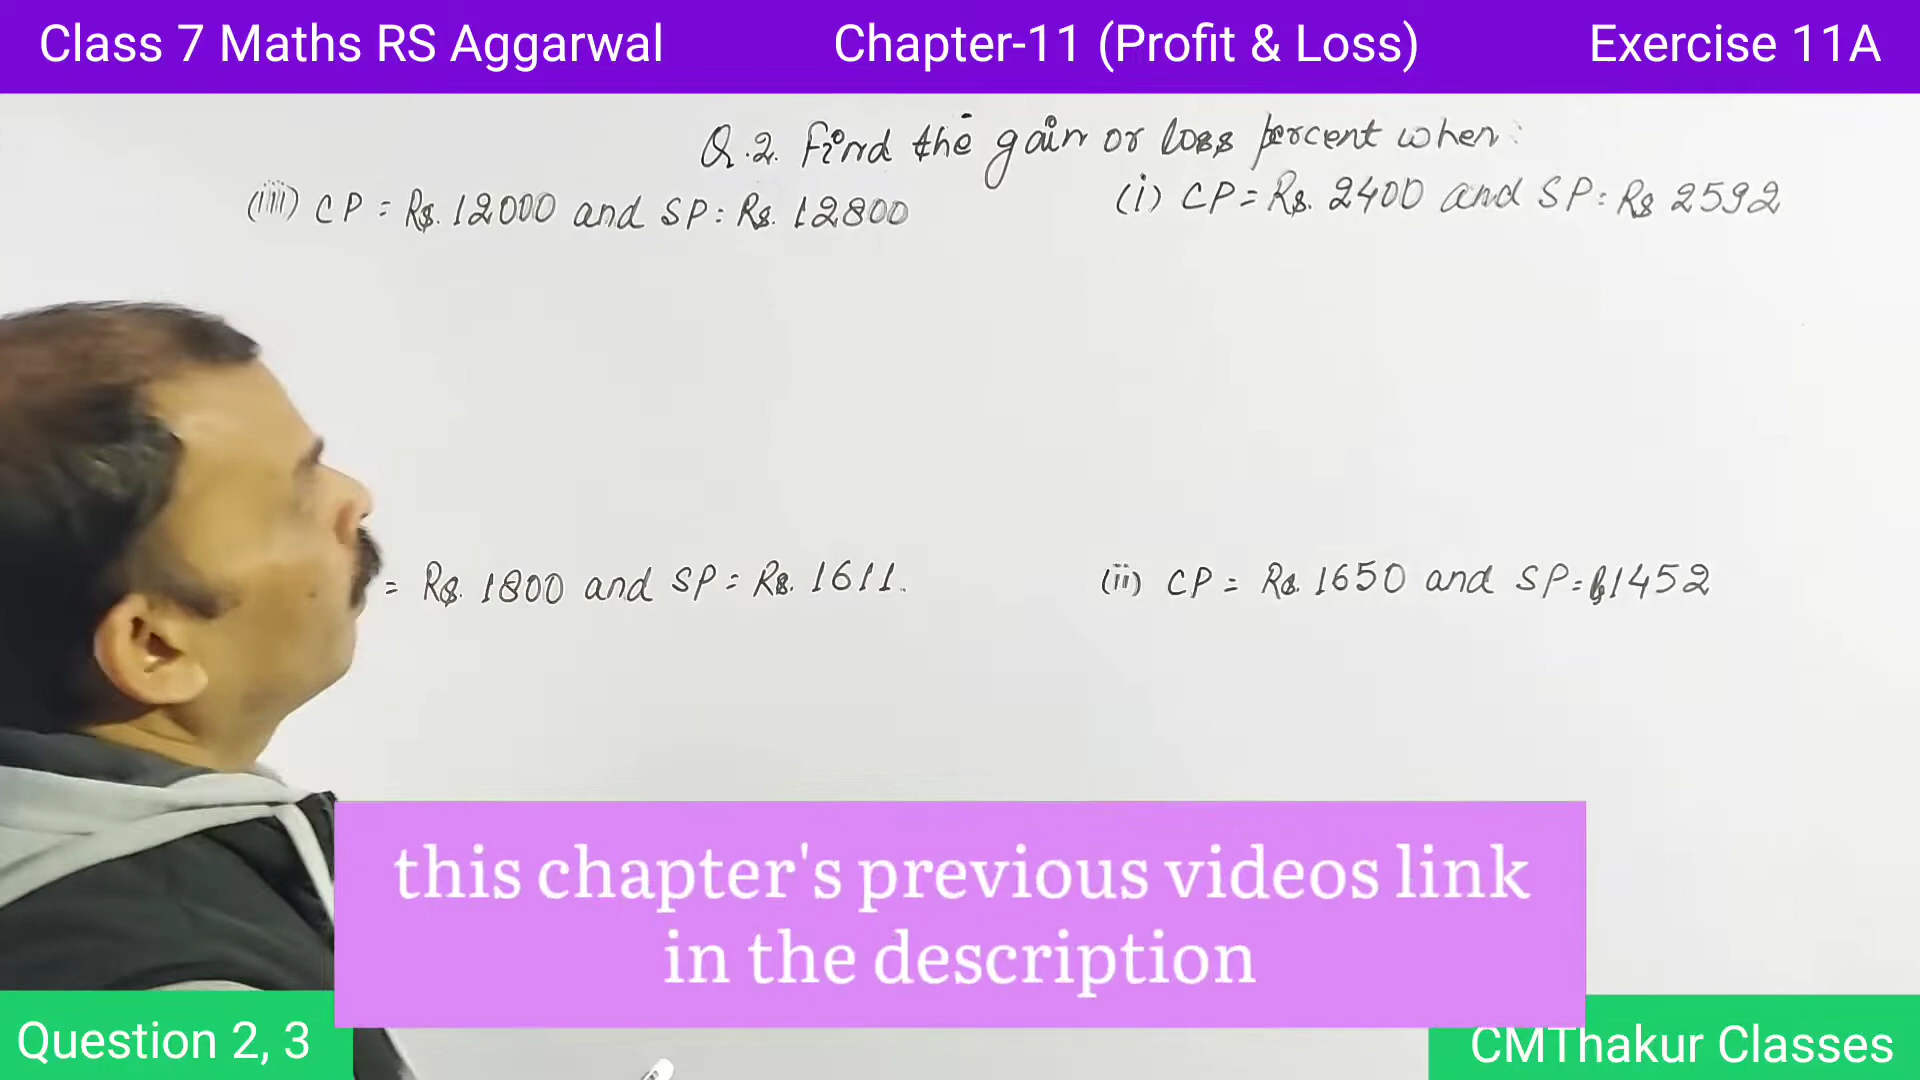 Class 7 Maths RS Aggarwal Chapter-11 (Profit & Loss) Exercise 11A
Q.2. Find the gain or loss percent when:
(iii) CP = Rs. 12000 and SP = Rs. 12800
(i) CP = Rs. 2400 and SP = Rs 2592
= Rs. 1800 and SP = Rs. 1611.
(ii) CP = Rs. 1650 and SP = 1452
this chapter's previous videos link
in the description
Question 2, 3
CMThakur Classes